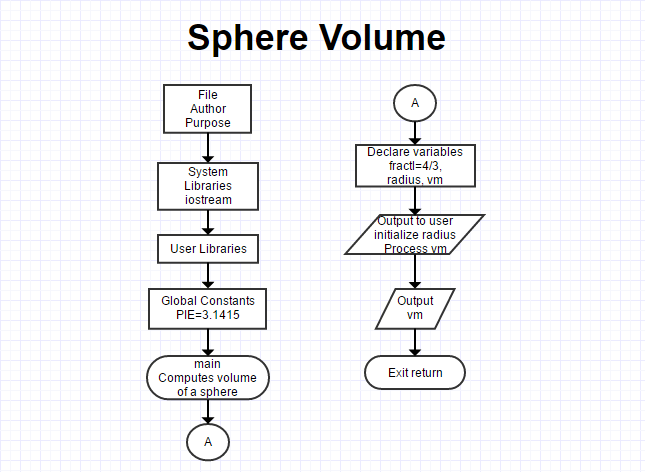 Sphere Volume
File
Author
Purpose
System
Libraries
iostream
User Libraries
Global Constants
PIE=3.1415
main
Computes volume
of a sphere
A
A
Declare variables
fractl=4/3,
radius, vm
Output to user
initialize radius
Process vm
Output
vm
Exit return